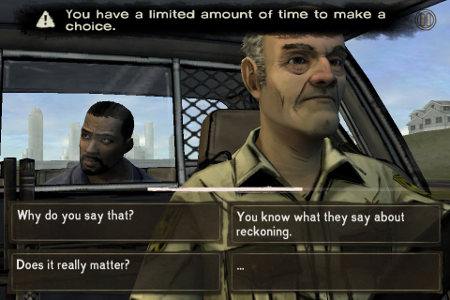 You have a limited amount of time to make a
choice.
Why do you say that?
You know what they say about
reckoning.
Does it really matter?
...